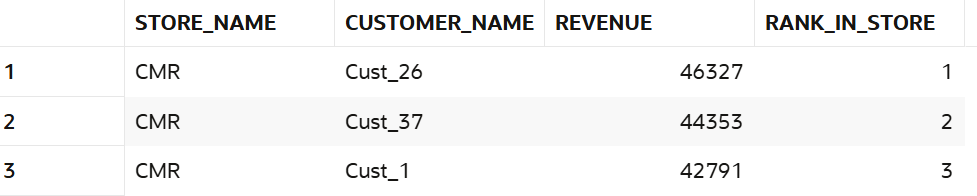 STORE_NAME CUSTOMER_NAME REVENUE RANK_IN_STORE
1 CMR Cust_26 46327 1
2 CMR Cust_37 44353 2
3 CMR Cust_1 42791 3